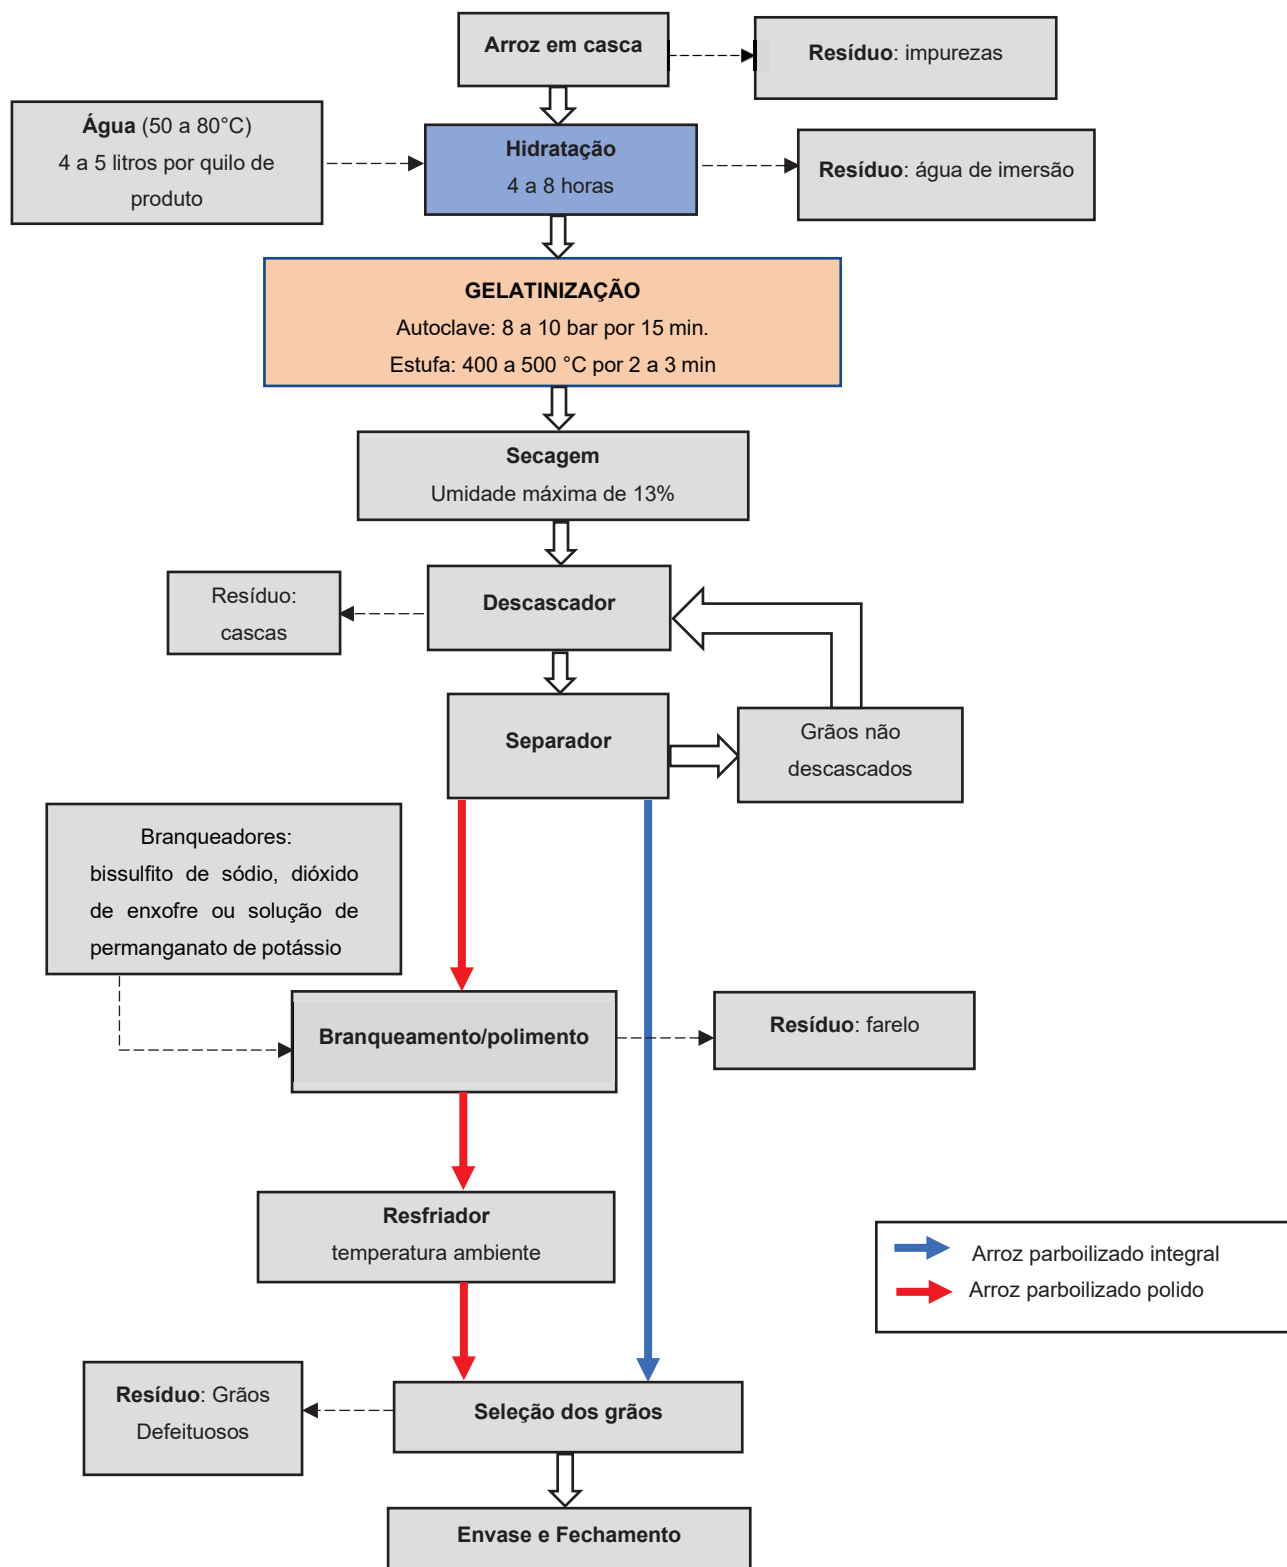 Arroz em casca
Resíduo: impurezas
Água (50 a 80°C)
4 a 5 litros por quilo de
produto
Hidratação
4 a 8 horas
Resíduo: água de imersão
GELATINIZAÇÃO
Autoclave: 8 a 10 bar por 15 min.
Estufa: 400 a 500 °C por 2 a 3 min
Secagem
Umidade máxima de 13%
Resíduo:
cascas
Descascador
Separador
Grãos não
descascados
Branqueadores:
bissulfito de sódio, dióxido
de enxofre ou solução de
permanganato de potássio
Branqueamento/polimento
Resíduo: farelo
Resfriador
temperatura ambiente
Arroz parboilizado integral
Arroz parboilizado polido
Resíduo: Grãos
Defeituosos
Seleção dos grãos
Envase e Fechamento